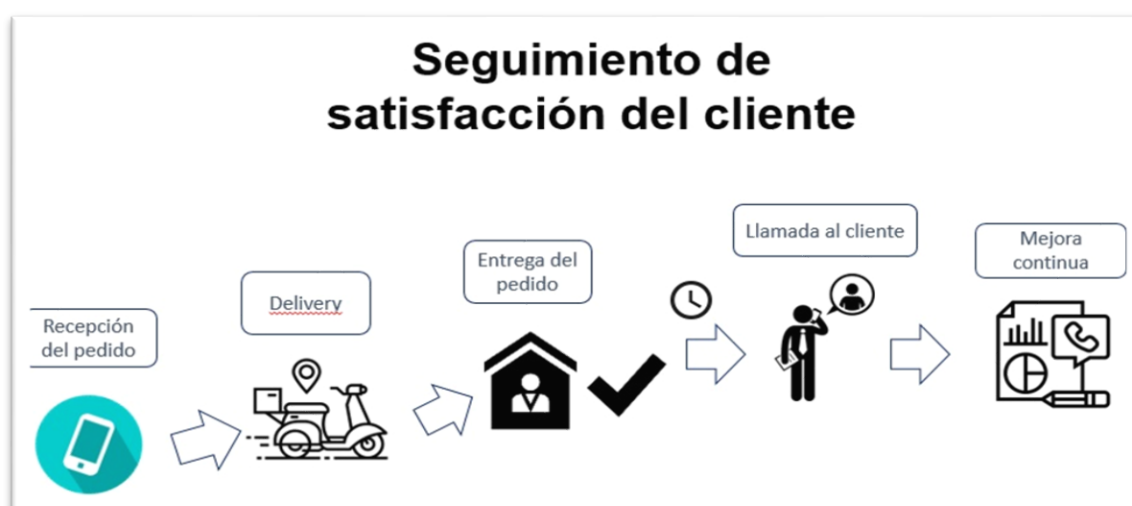 Seguimiento de
satisfacción del cliente
Recepción
del pedido
Delivery
Entrega del
pedido
Llamada al cliente
Mejora
continua